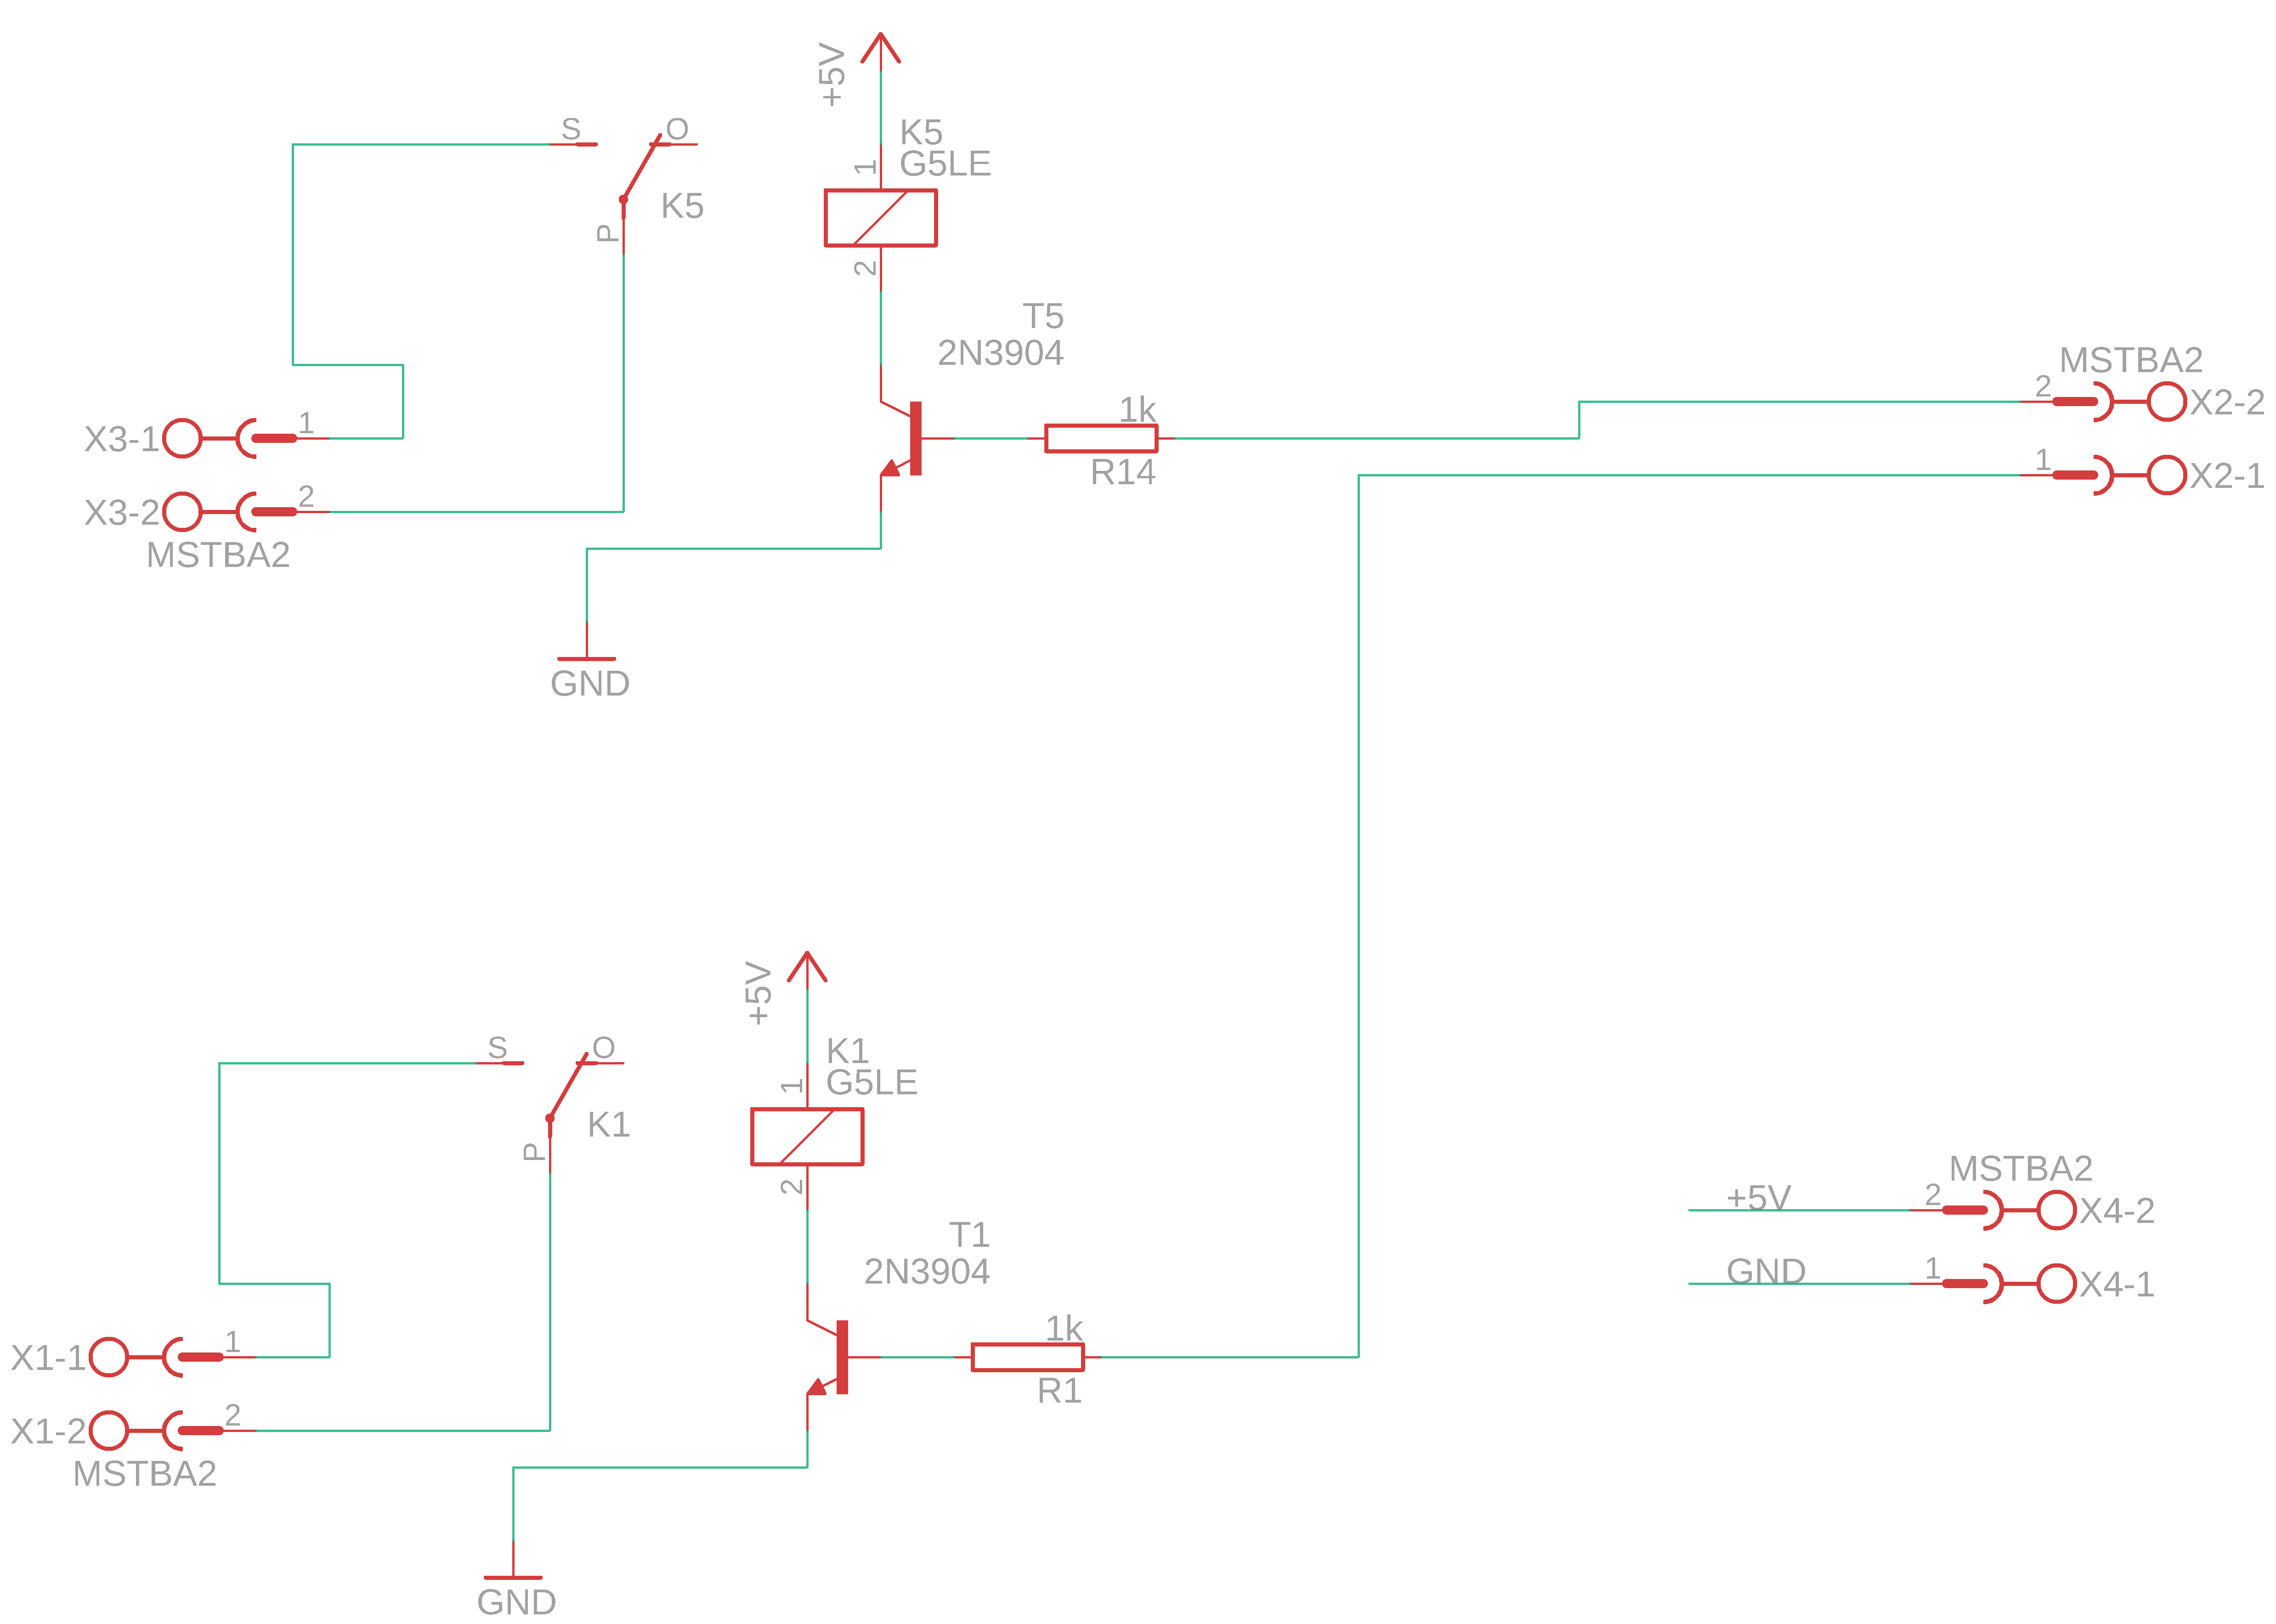 +5V
S
O
K5
G5LE
1
K5
P
2
T5
2N3904
MSTBA2
2
X2-2
1k
X3-1
1
1
X2-1
R14
X3-2
2
MSTBA2
GND
+5V
S
O
K1
G5LE
1
K1
P
2
MSTBA2
+5V
2
X4-2
T1
2N3904
GND
1
X4-1
1k
X1-1
1
R1
X1-2
2
MSTBA2
GND